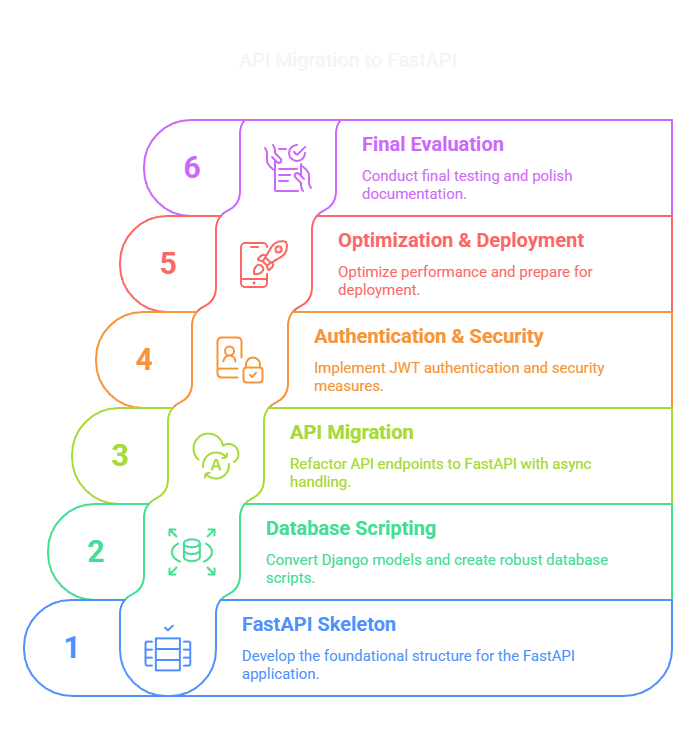 API Migration to FastAPI
6
Final Evaluation
Conduct final testing and polish
documentation.
5
Optimization & Deployment
Optimize performance and prepare for
deployment.
4
Authentication & Security
Implement JWT authentication and security
measures.
3
API Migration
Refactor API endpoints to FastAPI with async
handling.
A
2
Database Scripting
Convert Django models and create robust database
scripts.
1
FastAPI Skeleton
Develop the foundational structure for the FastAPI
application.